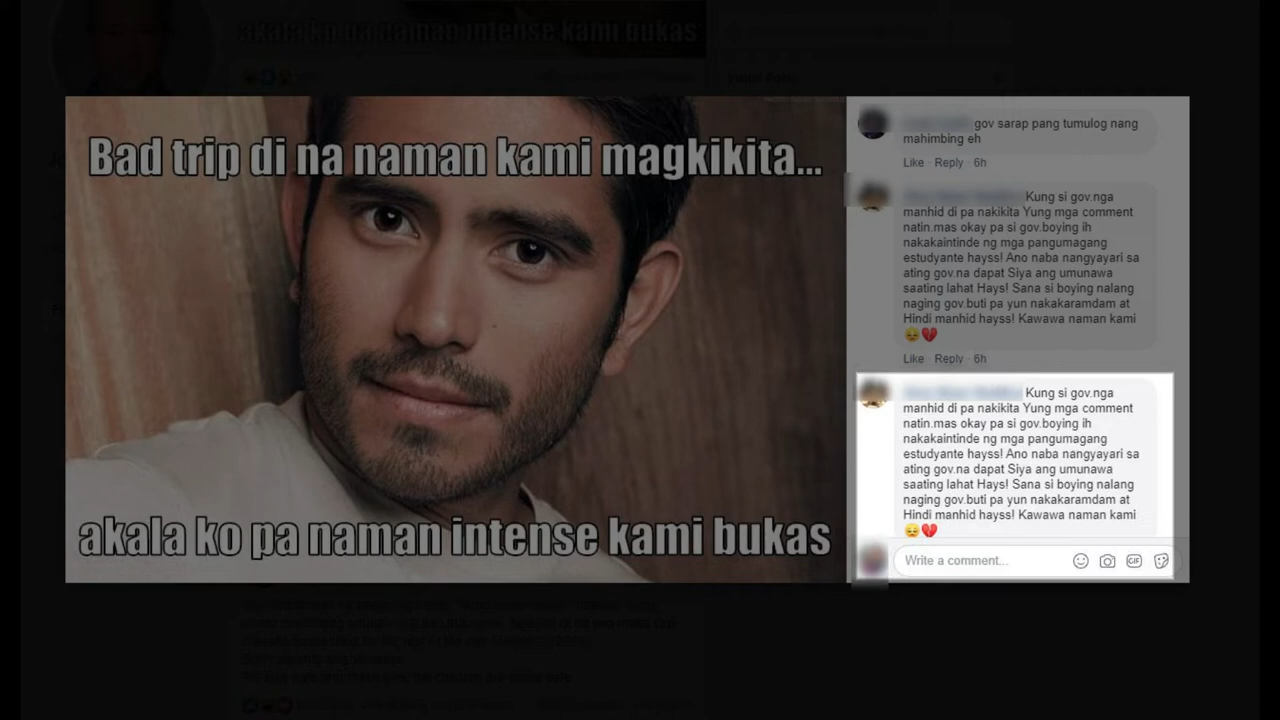 akala ko pa naman intense kami bukas
Bad trip di na naman kami magkikita...
akala ko pa naman intense kami bukas
gov sarap pang tumulog nang
mahimbing eh
Like · Reply · 6h
Kung si gov.nga
manhid di pa nakikita Yung mga comment
natin.mas okay pa si gov.boying ih
nakakaintinde ng mga pangumagang
estudyante hayss! Ano naba nangyayari sa
ating gov.na dapat Siya ang umunawa
saating lahat Hays! Sana si boying nalang
naging gov.buti pa yun nakakaramdam at
Hindi manhid hayss! Kawawa naman kami
😔💔
Like · Reply · 6h
Kung si gov.nga
manhid di pa nakikita Yung mga comment
natin.mas okay pa si gov.boying ih
nakakaintinde ng mga pangumagang
estudyante hayss! Ano naba nangyayari sa
ating gov.na dapat Siya ang umunawa
saating lahat Hays! Sana si boying nalang
naging gov.buti pa yun nakakaramdam at
Hindi manhid hayss! Kawawa naman kami
😔💔
Write a comment...
GIF